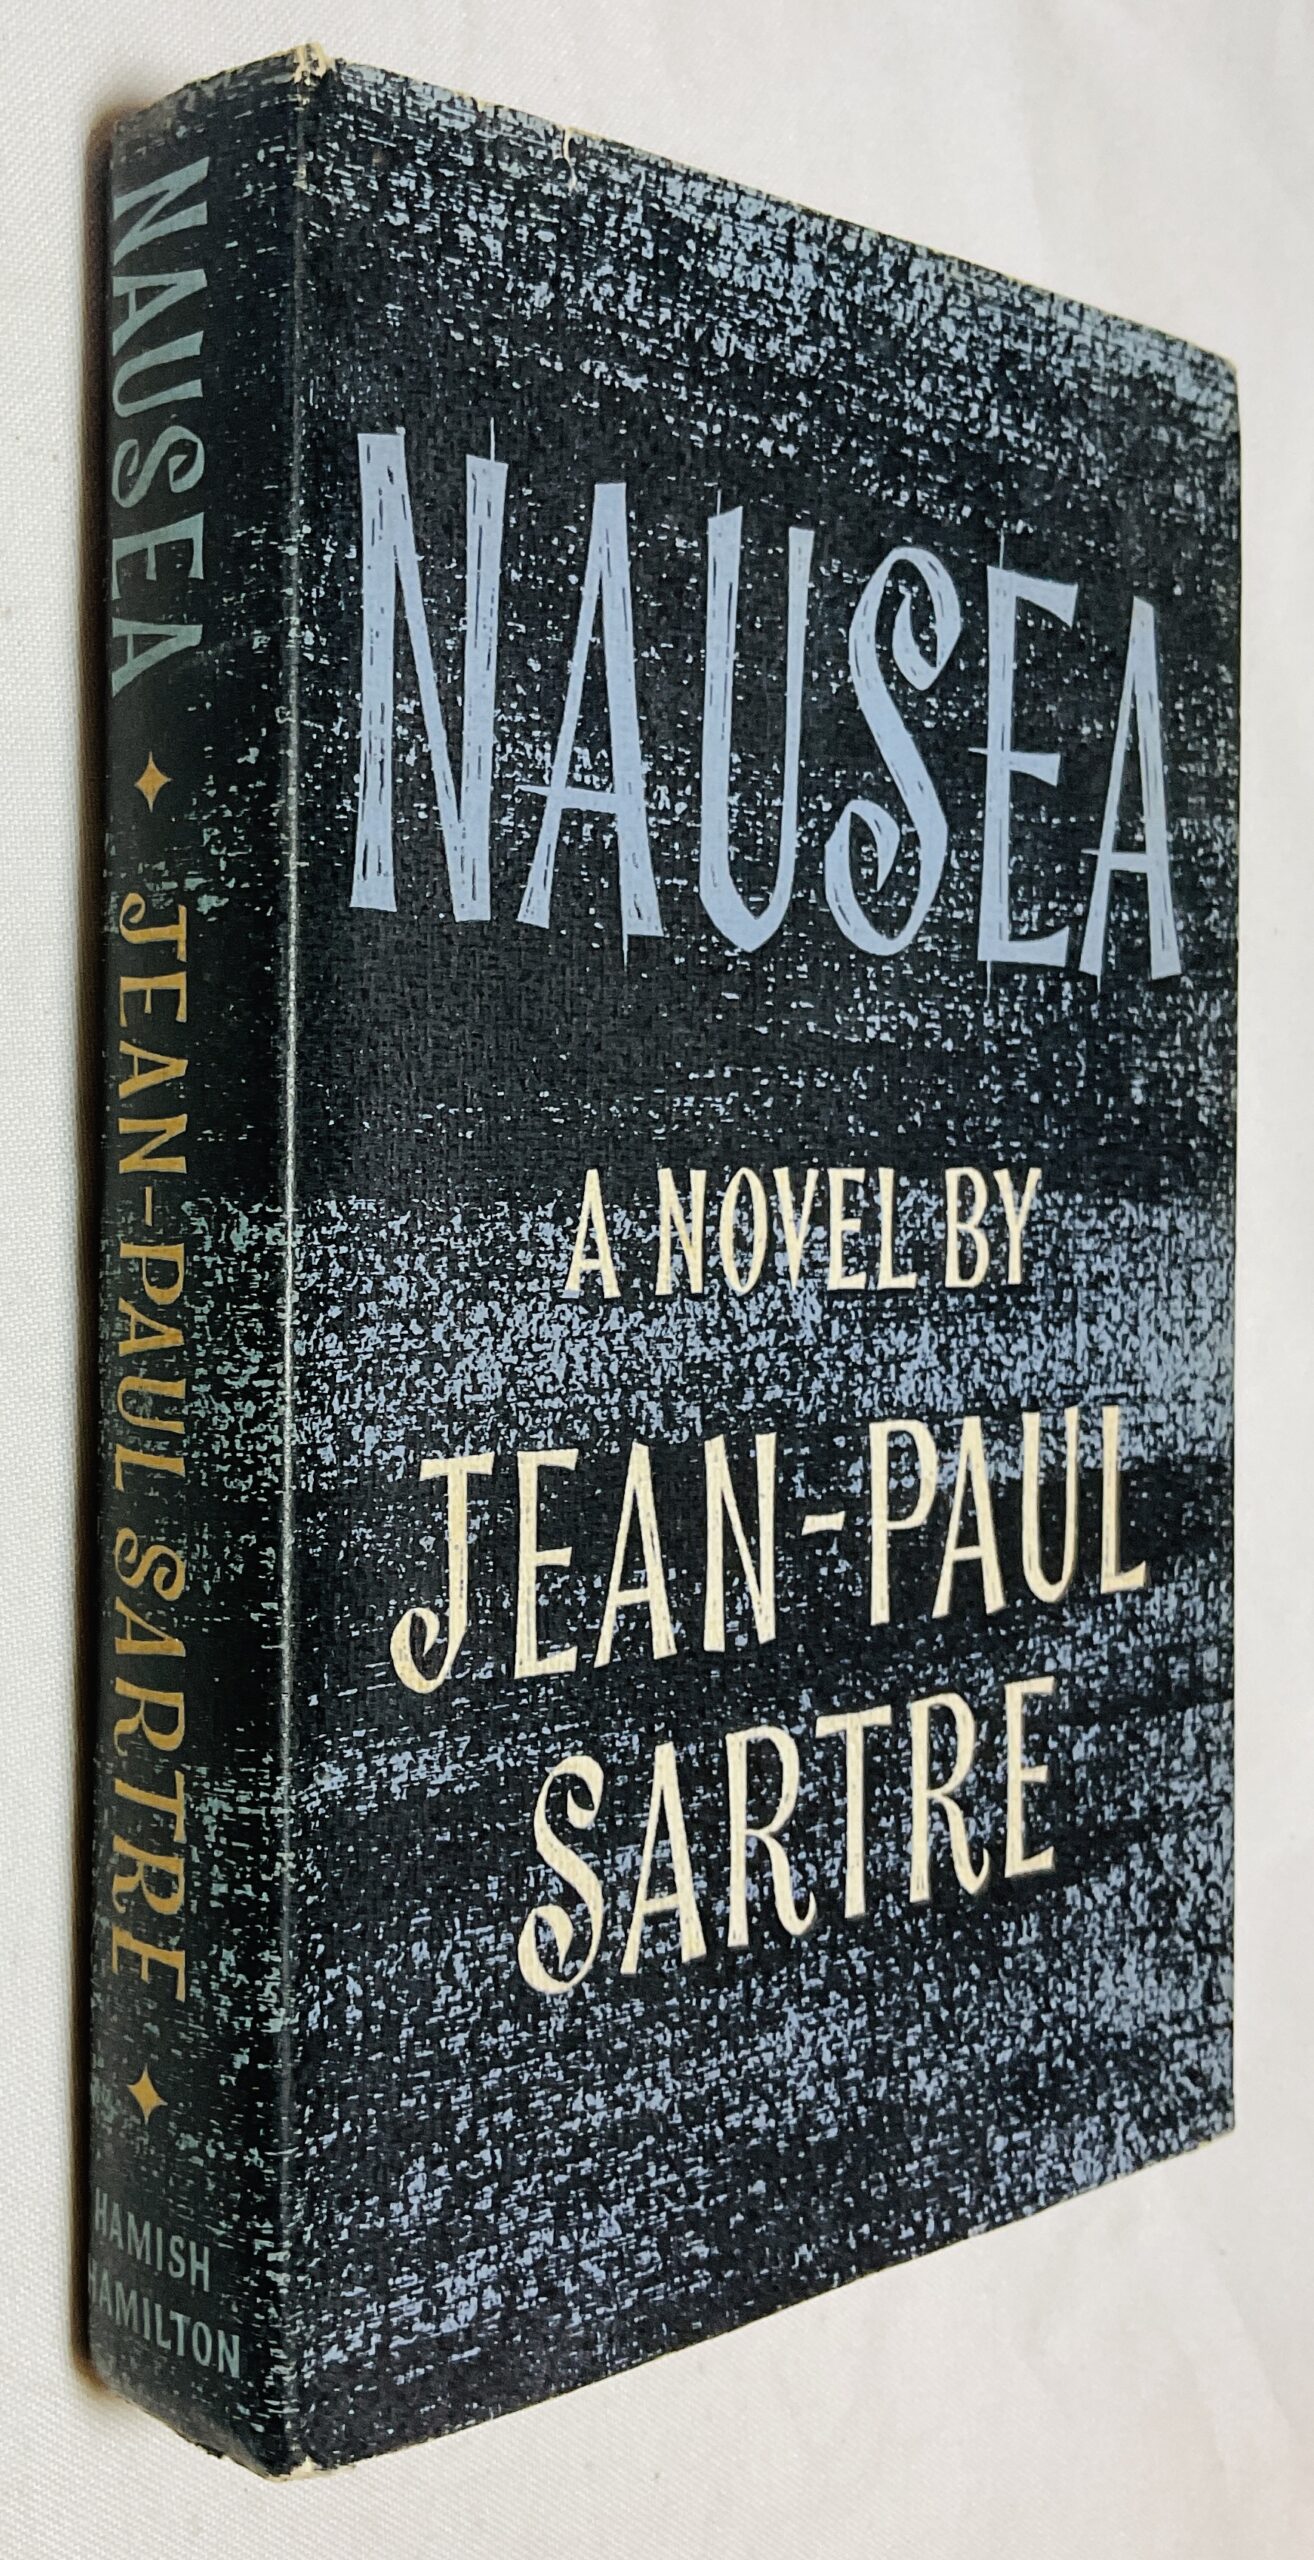 NAUSEA
A NOVEL BY
JEAN-PAUL
SARTRE
NAUSEA JEAN-PAUL SARTRE
HAMISH
HAMILTON